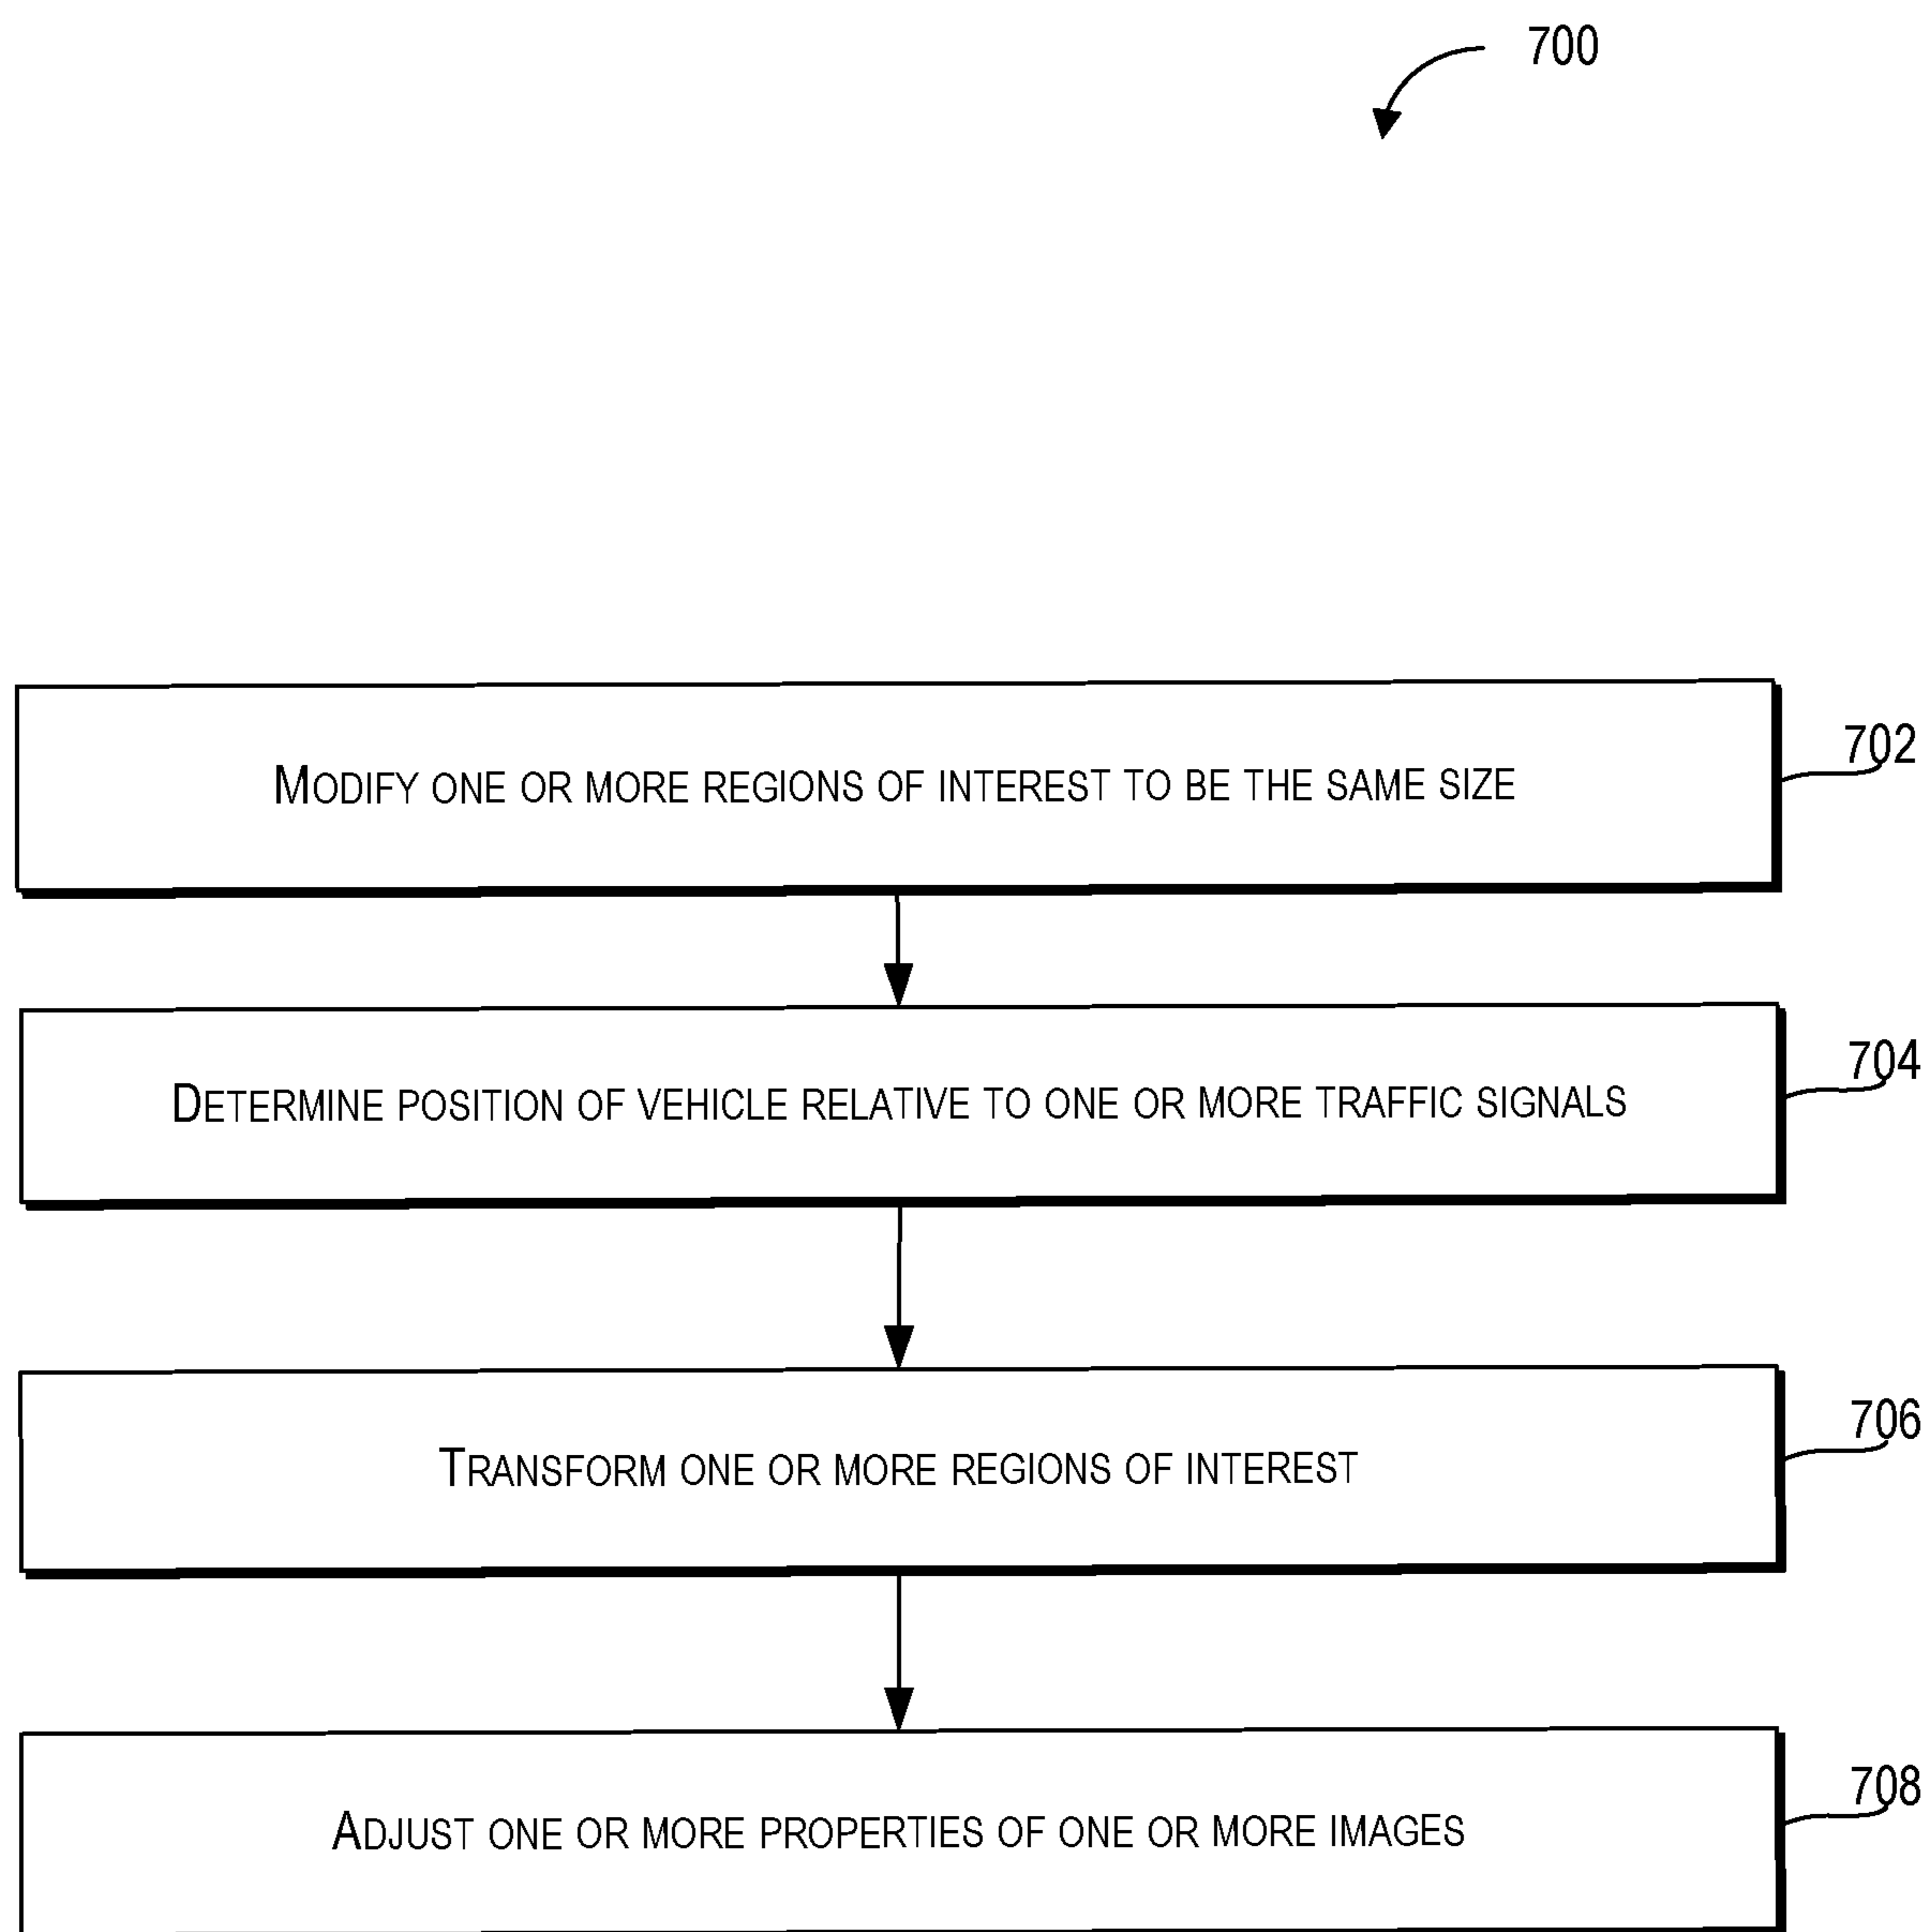 700
MODIFY ONE OR MORE REGIONS OF INTEREST TO BE THE SAME SIZE
702
DETERMINE POSITION OF VEHICLE RELATIVE TO ONE OR MORE TRAFFIC SIGNALS
704
TRANSFORM ONE OR MORE REGIONS OF INTEREST
706
ADJUST ONE OR MORE PROPERTIES OF ONE OR MORE IMAGES
708